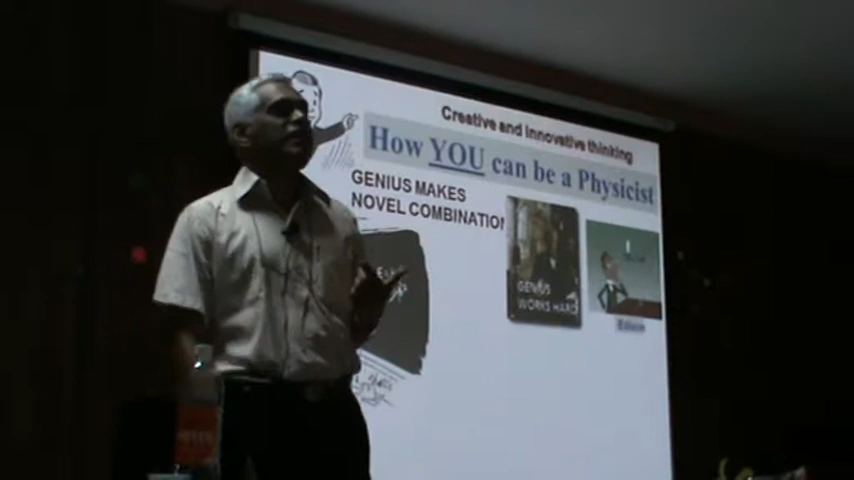 Creative and Innovative thinking
How YOU can be a Physicist
GENIUS MAKES
NOVEL COMBINATION
GENIUS
WORKS HARD
Edison